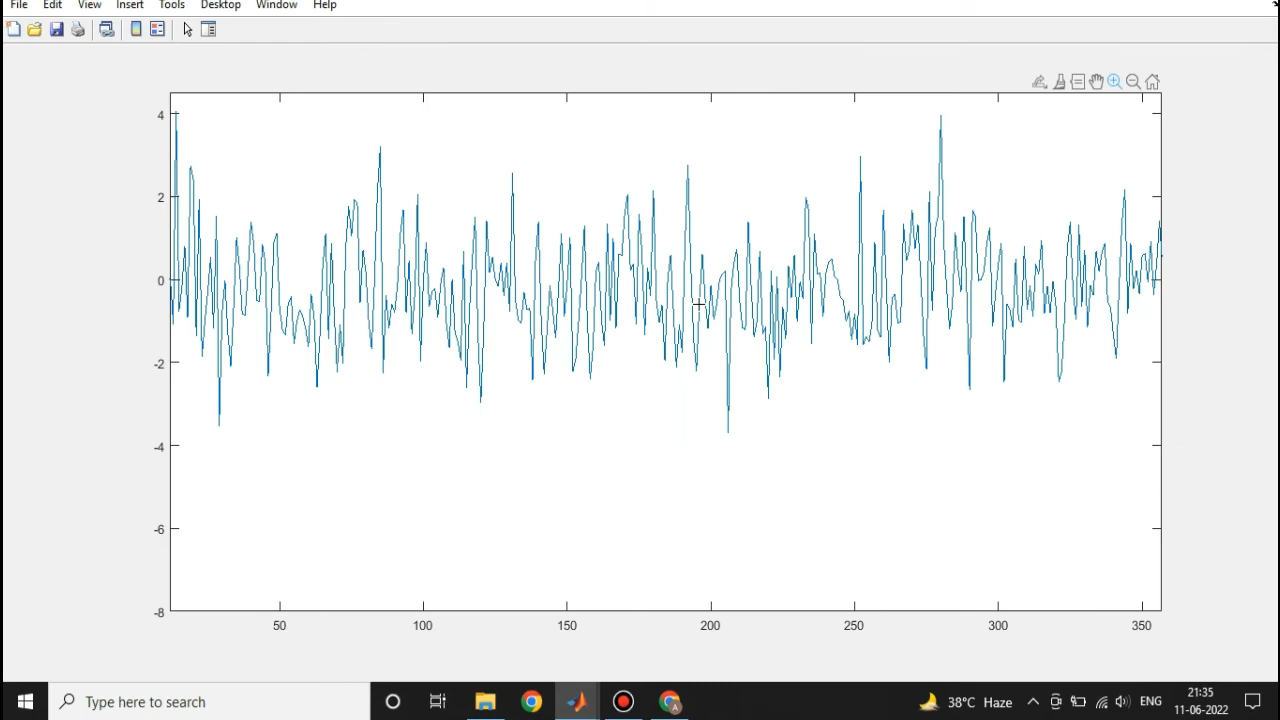 File Edit View Insert Tools Desktop Window Help
4
2
0
-2
-4
-6
-8
50 100 150 200 250 300 350
Type here to search
A
38°C Haze
ENG
21:35
11-06-2022